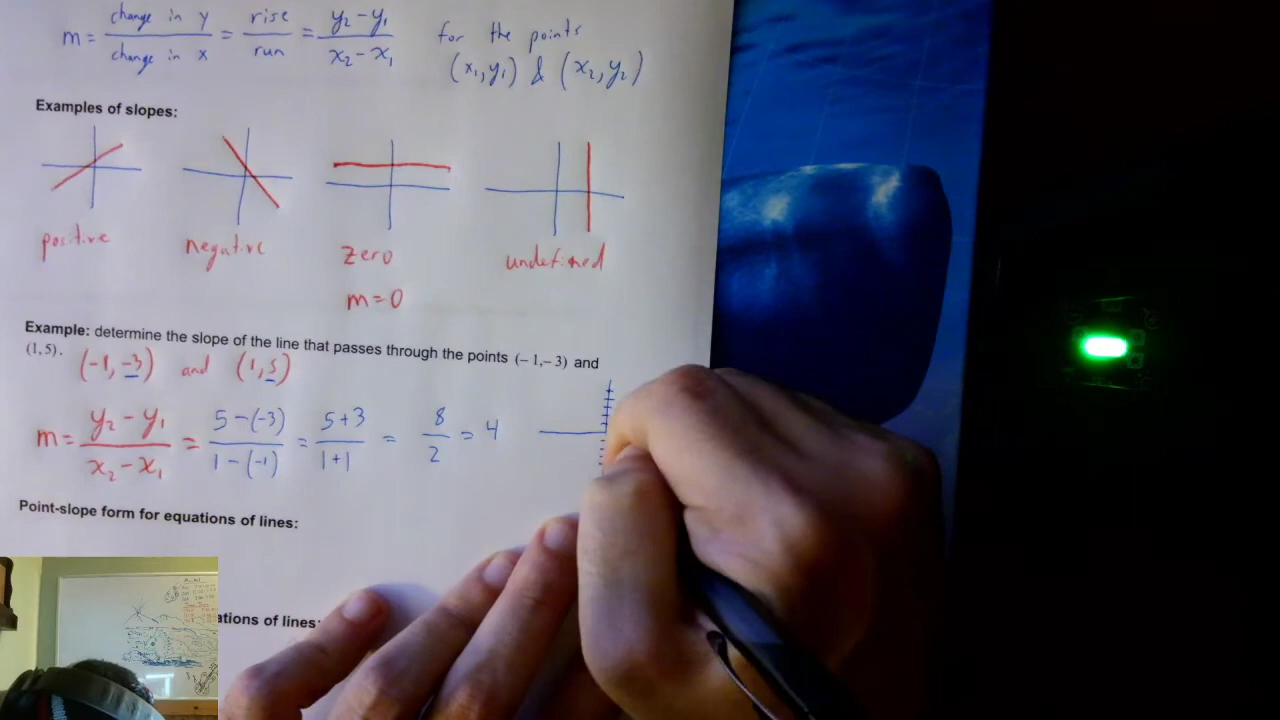 m = change in y / change in x = rise / run = y₂ - y₁ / x₂ - x₁ for the points
(x₁, y₁) & (x₂, y₂)
Examples of slopes:
positive negative zero undefined
m = 0
Example: determine the slope of the line that passes through the points (-1,-3) and
(1,5). (-1, -3) and (1, 5)
m = y₂ - y₁ / x₂ - x₁ = 5 - (-3) / 1 - (-1) = 5+3 / 1+1 = 8 / 2 = 4
Point-slope form for equations of lines:
ations of lines: